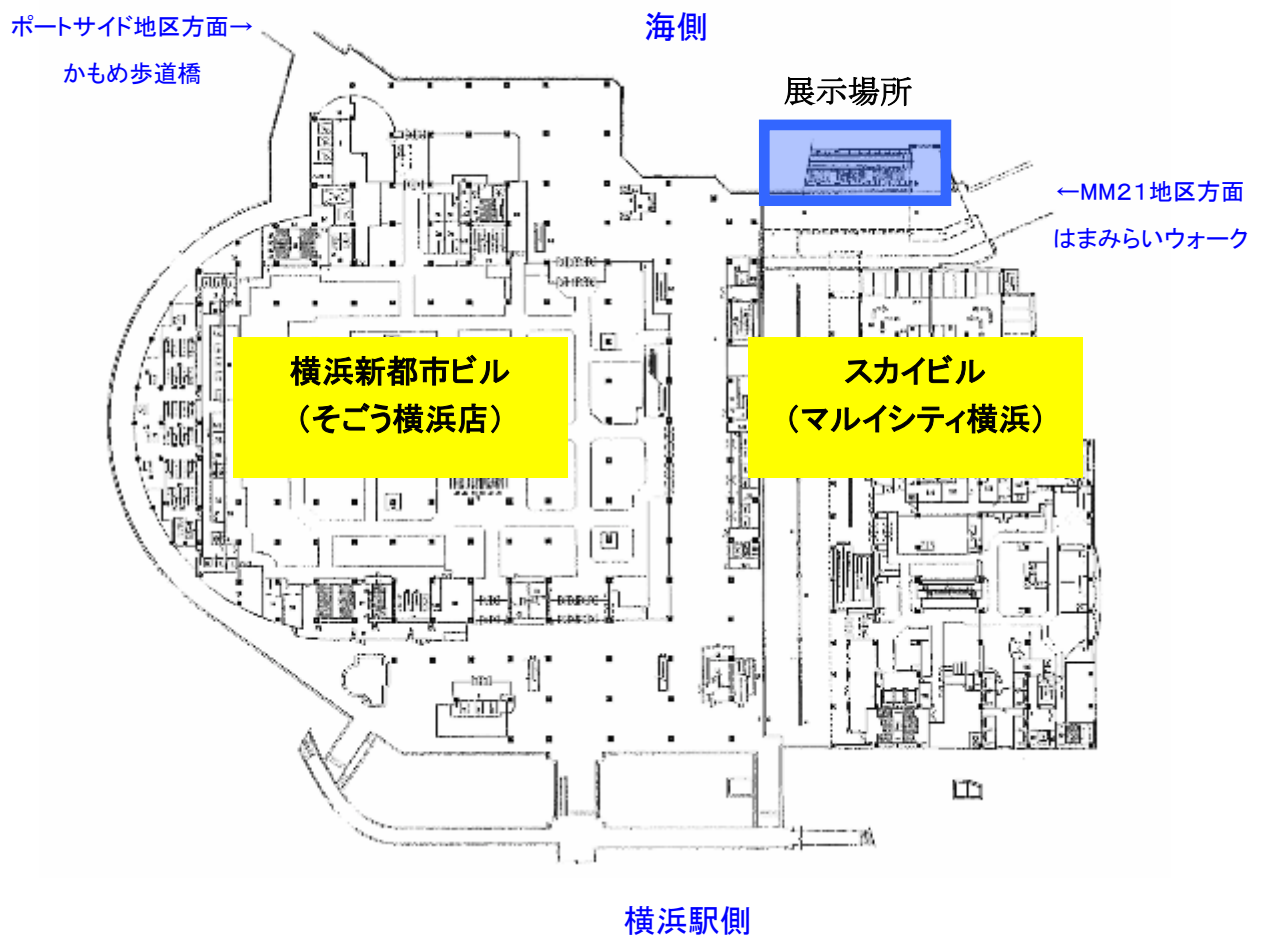 海側
ポートサイド地区方面→
かもめ歩道橋
展示場所
←MM21地区方面
はまみらいウォーク
横浜新都市ビル
（そごう横浜店）
スカイビル
（マルイシティ横浜）
横浜駅側